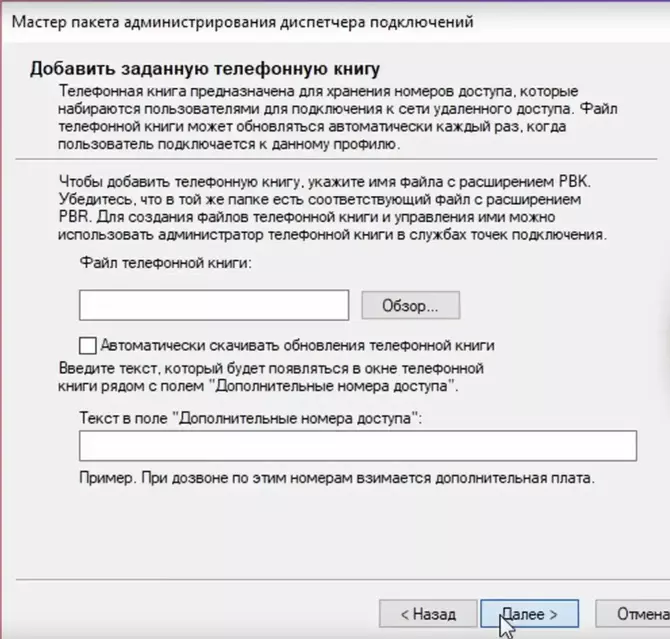 Мастер пакета администрирования диспетчера подключений
Добавить заданную телефонную книгу
Телефонная книга предназначена для хранения номеров доступа, которые
набираются пользователями для подключения к сети удаленного доступа. Файл
телефонной книги может обновляться автоматически каждый раз, когда
пользователь подключается к данному профилю.
Чтобы добавить телефонную книгу, укажите имя файла с расширением PBK.
Убедитесь, что в той же папке есть соответствующий файл с расширением
PBR. Для создания файлов телефонной книги и управления ими можно
использовать администратор телефонной книги в службах точек подключения.
Файл телефонной книги:
Обзор...
Автоматически скачивать обновления телефонной книги
Введите текст, который будет появляться в окне телефонной
книги рядом с полем "Дополнительные номера доступа".
Текст в поле "Дополнительные номера доступа":
Пример. При дозвоне по этим номерам взимается дополнительная плата.
< Назад
Далее >
Отмена